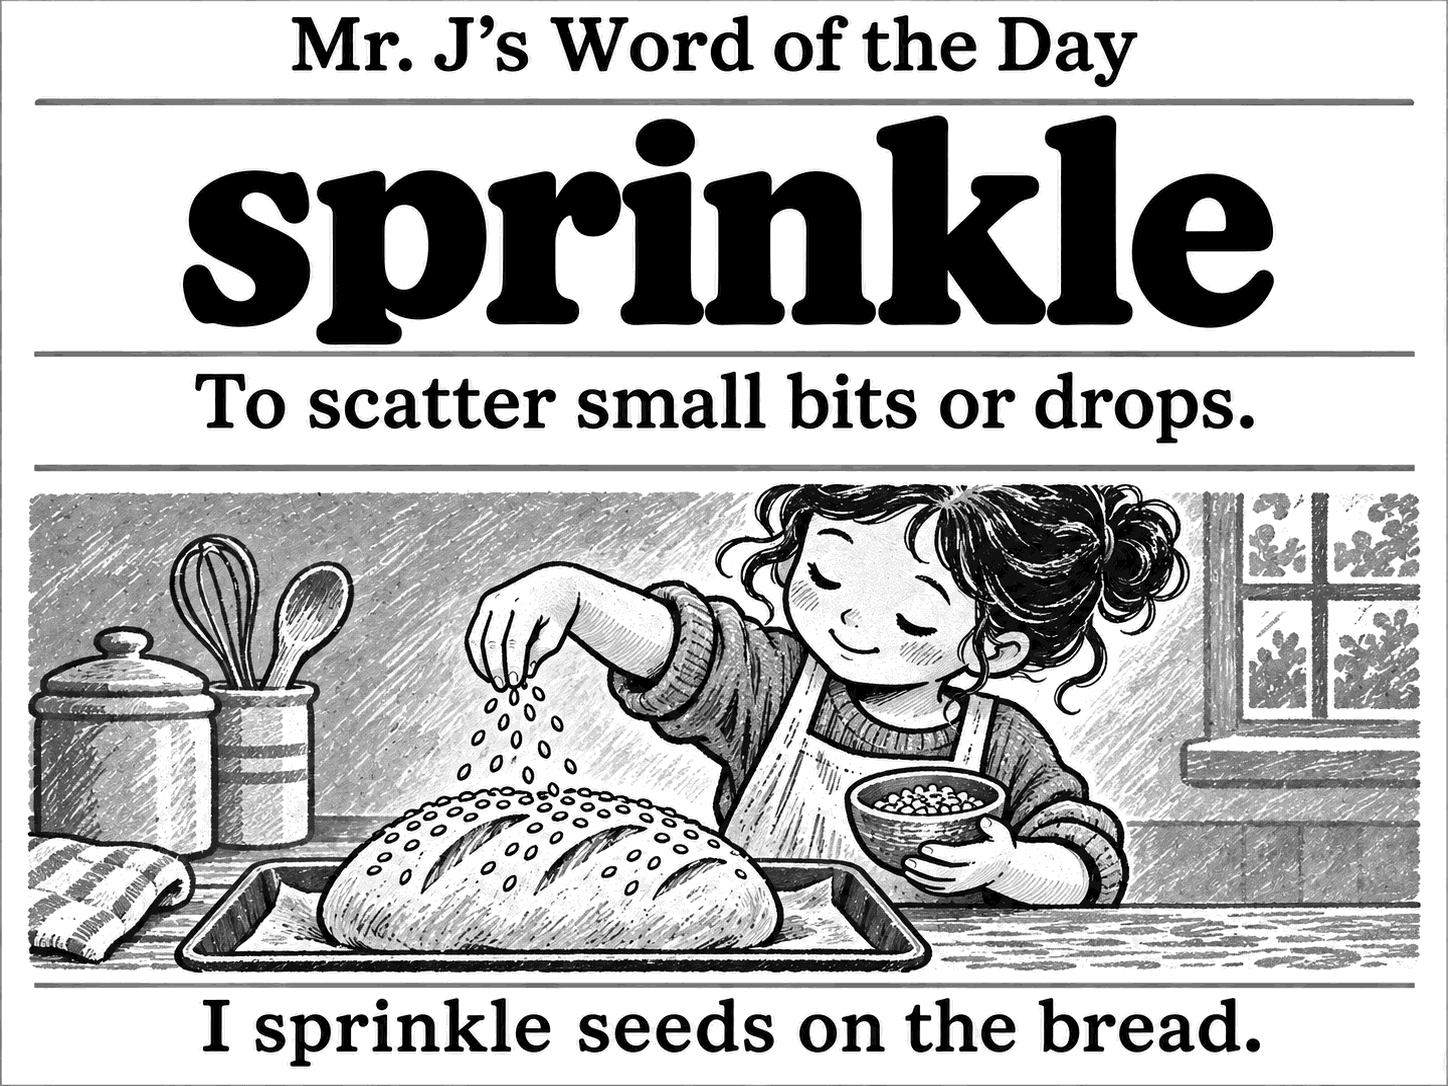 Mr. J’s Word of the Day
sprinkle
To scatter small bits or drops.
I sprinkle seeds on the bread.